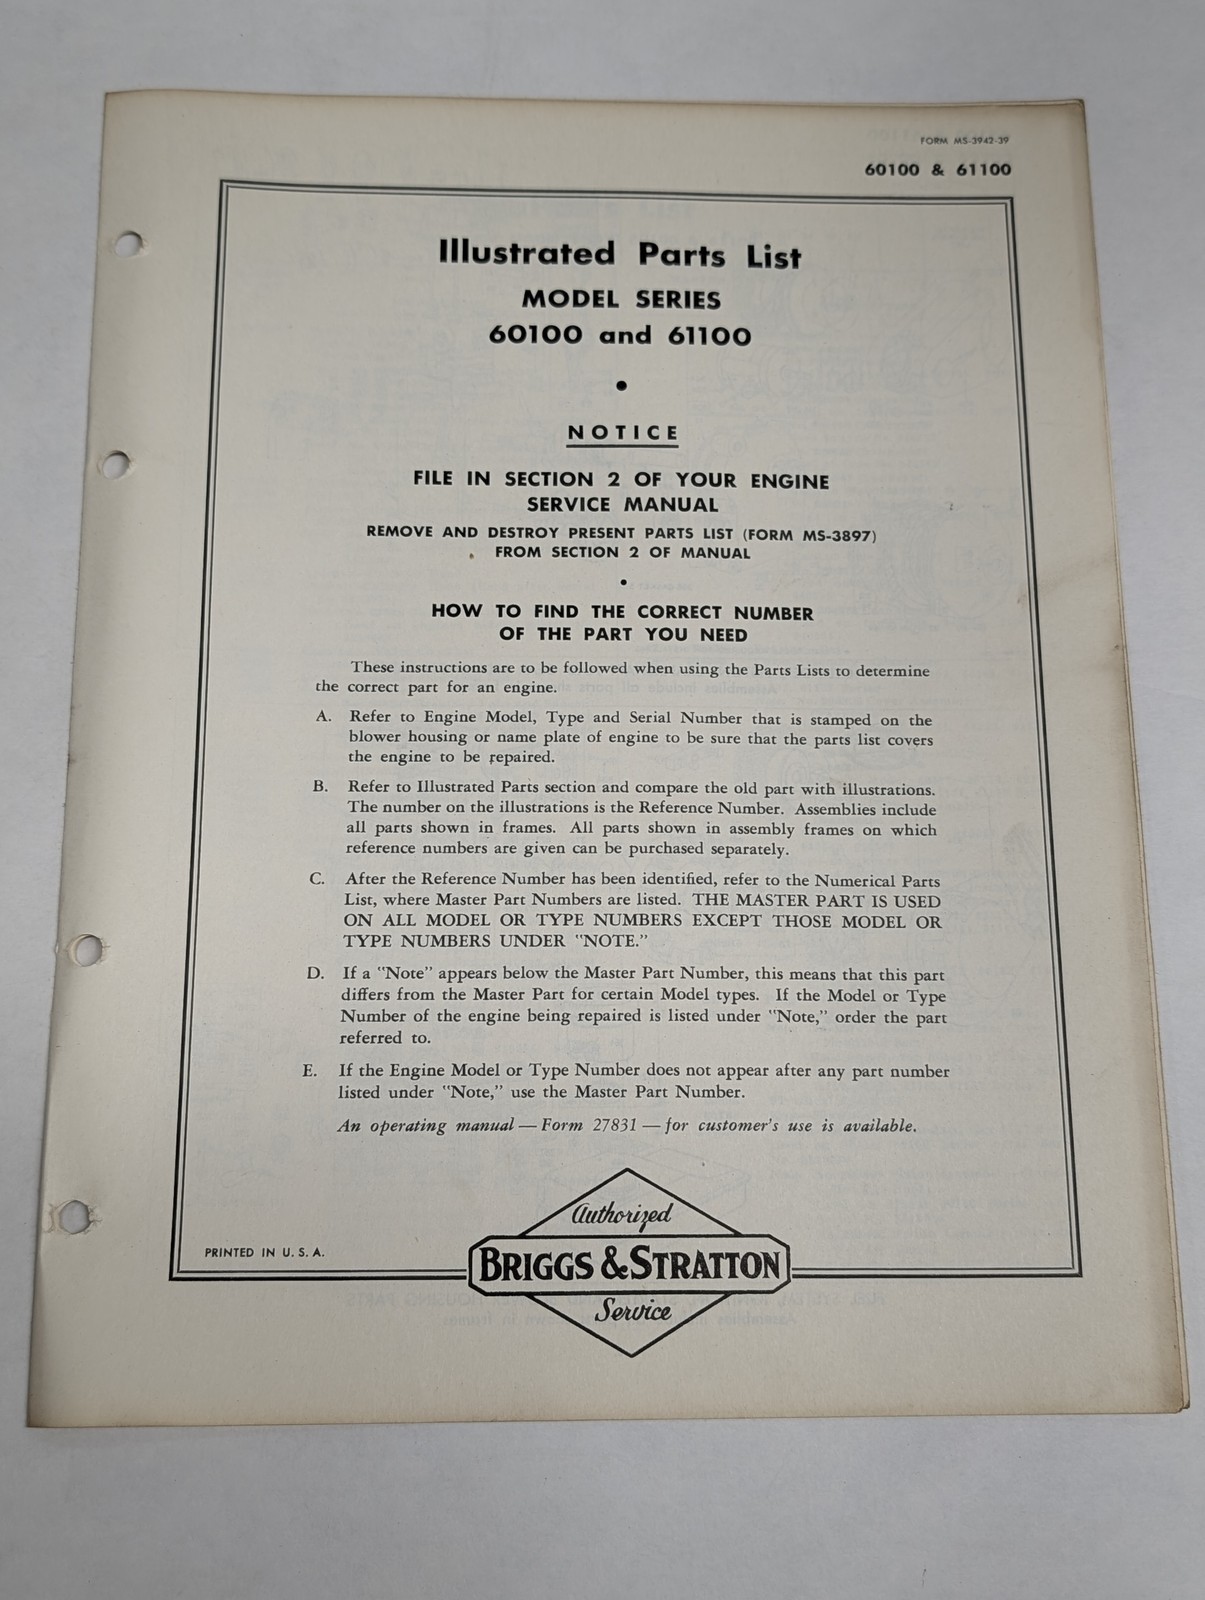 FORM MS-3942-39
60100 & 61100
Illustrated Parts List
MODEL SERIES
60100 and 61100
•
NOTICE
FILE IN SECTION 2 OF YOUR ENGINE
SERVICE MANUAL
REMOVE AND DESTROY PRESENT PARTS LIST (FORM MS-3897)
FROM SECTION 2 OF MANUAL
•
HOW TO FIND THE CORRECT NUMBER
OF THE PART YOU NEED
These instructions are to be followed when using the Parts Lists to determine
the correct part for an engine.
A. Refer to Engine Model, Type and Serial Number that is stamped on the
blower housing or name plate of engine to be sure that the parts list covers
the engine to be repaired.
B. Refer to Illustrated Parts section and compare the old part with illustrations.
The number on the illustrations is the Reference Number. Assemblies include
all parts shown in frames. All parts shown in assembly frames on which
reference numbers are given can be purchased separately.
C. After the Reference Number has been identified, refer to the Numerical Parts
List, where Master Part Numbers are listed. THE MASTER PART IS USED
ON ALL MODEL OR TYPE NUMBERS EXCEPT THOSE MODEL OR
TYPE NUMBERS UNDER "NOTE."
D. If a "Note" appears below the Master Part Number, this means that this part
differs from the Master Part for certain Model types. If the Model or Type
Number of the engine being repaired is listed under "Note," order the part
referred to.
E. If the Engine Model or Type Number does not appear after any part number
listed under "Note," use the Master Part Number.
An operating manual — Form 27831 — for customer's use is available.
Authorized
BRIGGS & STRATTON
Service
PRINTED IN U. S. A.